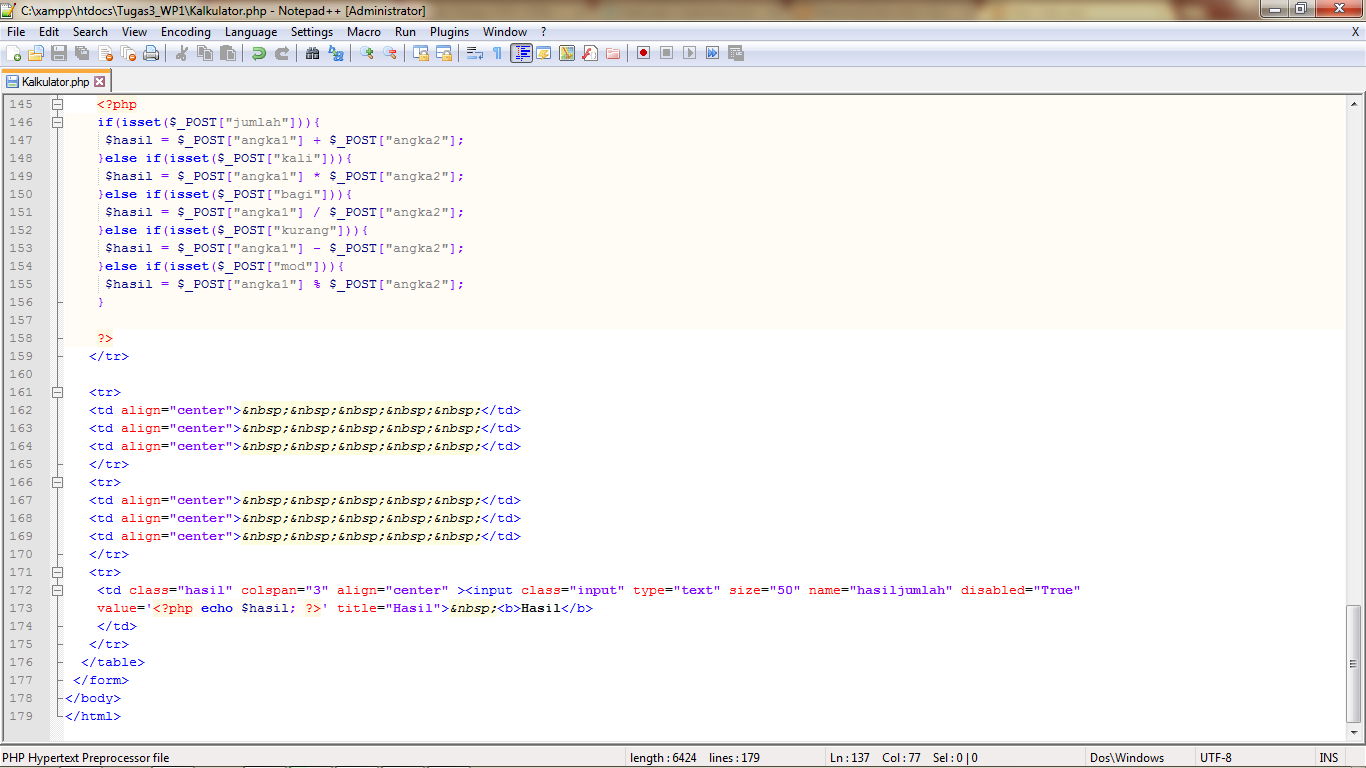 C:\xampp\htdocs\Tugas3_WP1\Kalkulator.php - Notepad++ [Administrator]
File Edit Search View Encoding Language Settings Macro Run Plugins Window ? X
Kalkulator.php
145 <?php
146 if(isset($_POST["jumlah"])){
147 $hasil = $_POST["angka1"] + $_POST["angka2"];
148 }else if(isset($_POST["kali"])){
149 $hasil = $_POST["angka1"] * $_POST["angka2"];
150 }else if(isset($_POST["bagi"])){
151 $hasil = $_POST["angka1"] / $_POST["angka2"];
152 }else if(isset($_POST["kurang"])){
153 $hasil = $_POST["angka1"] - $_POST["angka2"];
154 }else if(isset($_POST["mod"])){
155 $hasil = $_POST["angka1"] % $_POST["angka2"];
156 }
157
158 ?>
159 </tr>
160
161 <tr>
162 <td align="center">&nbsp;&nbsp;&nbsp;&nbsp;&nbsp;</td>
163 <td align="center">&nbsp;&nbsp;&nbsp;&nbsp;&nbsp;</td>
164 <td align="center">&nbsp;&nbsp;&nbsp;&nbsp;&nbsp;</td>
165 </tr>
166 <tr>
167 <td align="center">&nbsp;&nbsp;&nbsp;&nbsp;&nbsp;</td>
168 <td align="center">&nbsp;&nbsp;&nbsp;&nbsp;&nbsp;</td>
169 <td align="center">&nbsp;&nbsp;&nbsp;&nbsp;&nbsp;</td>
170 </tr>
171 <tr>
172 <td class="hasil" colspan="3" align="center" ><input class="input" type="text" size="50" name="hasiljumlah" disabled="True"
173 value='<?php echo $hasil; ?>' title="Hasil">&nbsp;<b>Hasil</b>
174 </td>
175 </tr>
176 </table>
177 </form>
178 </body>
179 </html>
PHP Hypertext Preprocessor file length : 6424 lines : 179 Ln : 137 Col : 77 Sel : 0 | 0 Dos\Windows UTF-8 INS